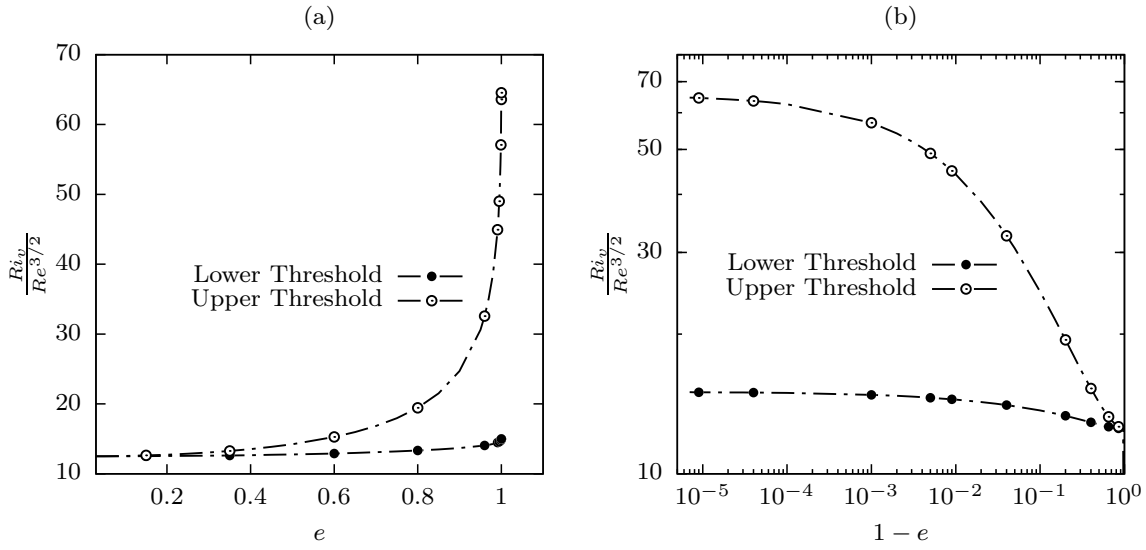 (a)
70
60
50
40
30
20
10
0.2
0.4
0.6
0.8
1
e
Ri_v
Re^{3/2}
Lower Threshold
Upper Threshold
(b)
70
50
30
10
10^{-5}
10^{-4}
10^{-3}
10^{-2}
10^{-1}
10^0
1 − e
Ri_v
Re^{3/2}
Lower Threshold
Upper Threshold